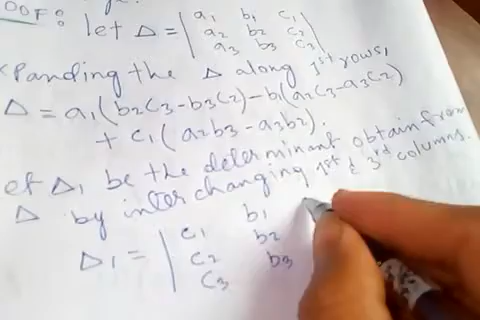 OOF: let Δ = | a1 b1 c1 |
| a2 b2 c2 |
| a3 b3 c3 |
xpanding the Δ along 1st rows,
Δ = a1(b2c3-b3c2)-b1(a2c3-a3c2)
+ c1(a2b3-a3b2).
et Δ1 be the determinant obtain from
Δ by interchanging 1st & 3rd columns.
Δ1 = | c1 b1
c2 b2
c3 b3